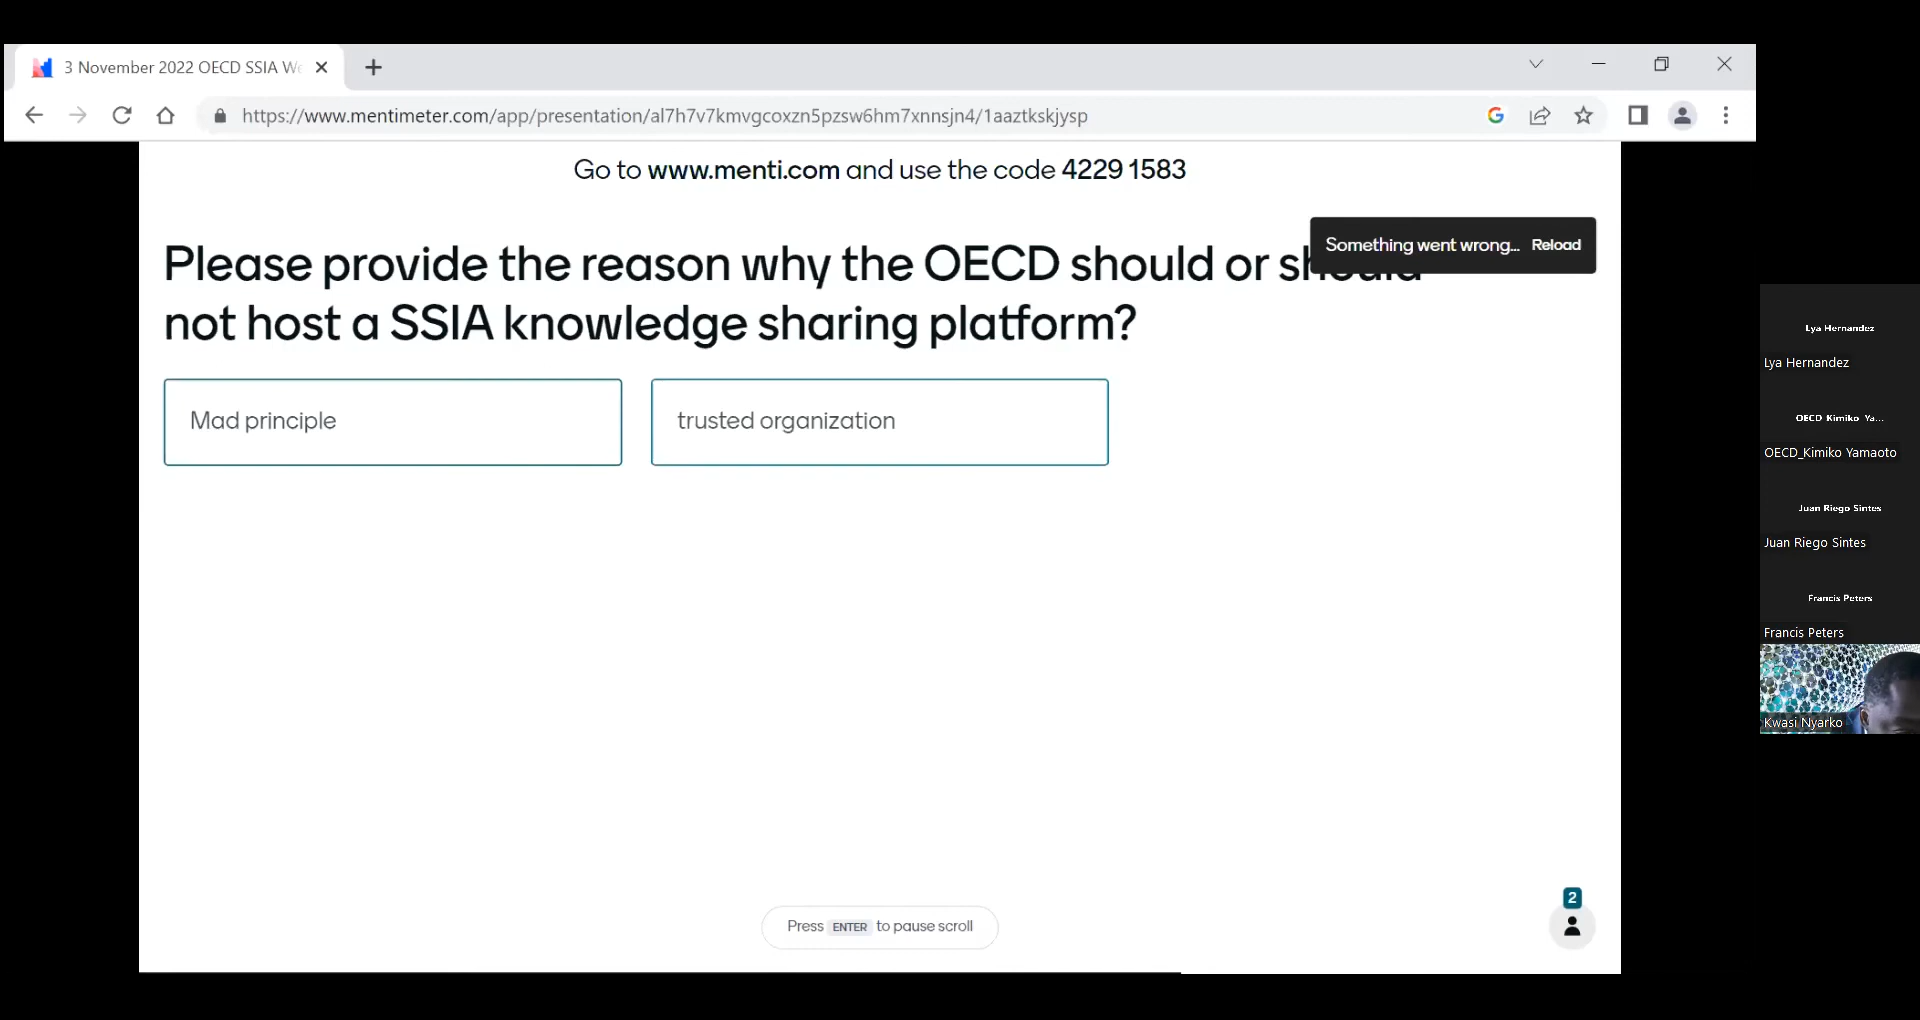 3 November 2022 OECD SSIA We
https://www.mentimeter.com/app/presentation/al7h7v7kmvgcoxzn5pzsw6hm7xnnsjn4/1aaztkskjysp
Go to www.menti.com and use the code 4229 1583
Something went wrong... Reload
Please provide the reason why the OECD should or should
not host a SSIA knowledge sharing platform?
Mad principle
trusted organization
Press ENTER to pause scroll
2
Lya Hernandez
Lya Hernandez
OECD_Kimiko Ya...
OECD_Kimiko Yamaoto
Juan Riego Sintes
Juan Riego Sintes
Francis Peters
Francis Peters
Kwasi Nyarko